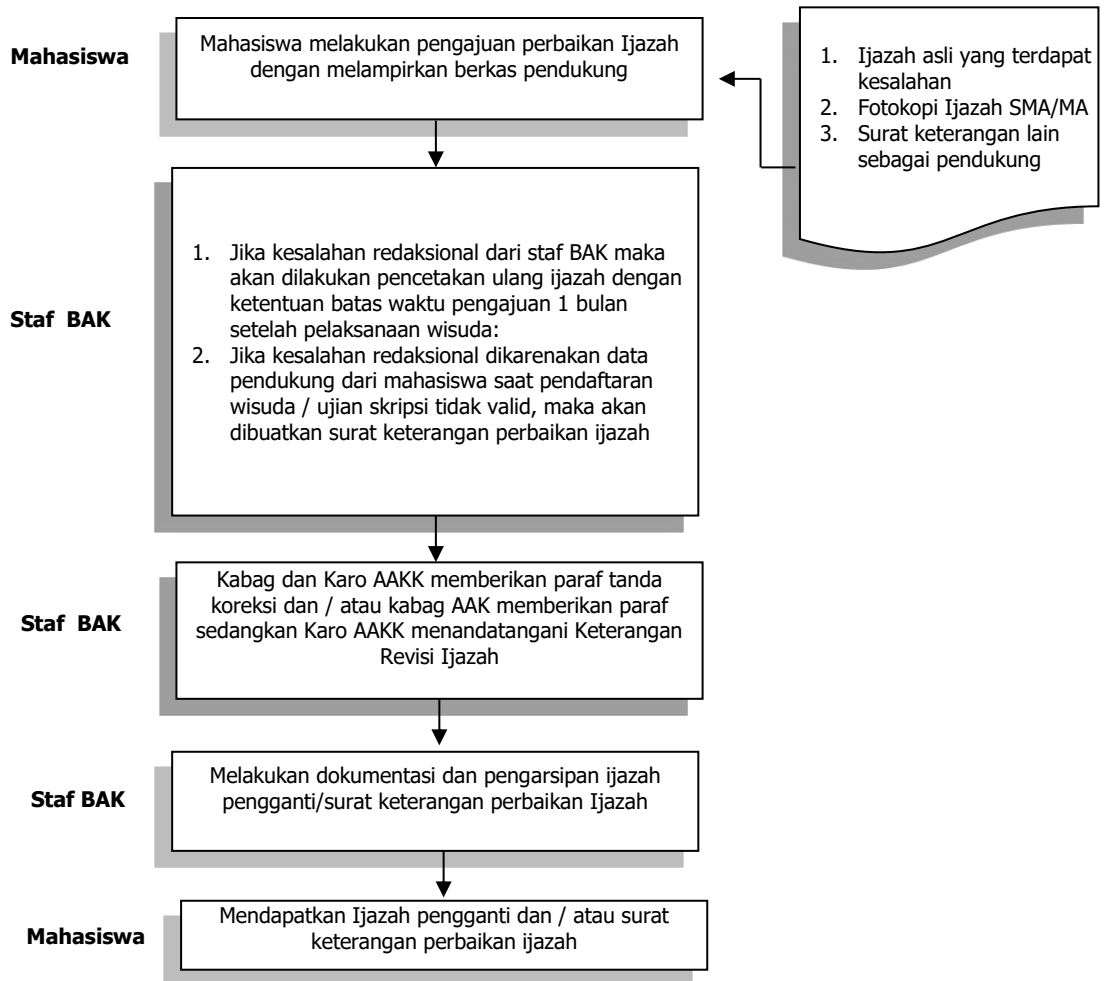 Mahasiswa
Mahasiswa melakukan pengajuan perbaikan Ijazah
dengan melampirkan berkas pendukung
1. Ijazah asli yang terdapat
kesalahan
2. Fotokopi Ijazah SMA/MA
3. Surat keterangan lain
sebagai pendukung
Staf BAK
1. Jika kesalahan redaksional dari staf BAK maka
akan dilakukan pencetakan ulang ijazah dengan
ketentuan batas waktu pengajuan 1 bulan
setelah pelaksanaan wisuda:
2. Jika kesalahan redaksional dikarenakan data
pendukung dari mahasiswa saat pendaftaran
wisuda / ujian skripsi tidak valid, maka akan
dibuatkan surat keterangan perbaikan ijazah
Staf BAK
Kabag dan Karo AAKK memberikan paraf tanda
koreksi dan / atau kabag AAK memberikan paraf
sedangkan Karo AAKK menandatangani Keterangan
Revisi Ijazah
Staf BAK
Melakukan dokumentasi dan pengarsipan ijazah
pengganti/surat keterangan perbaikan Ijazah
Mahasiswa
Mendapatkan Ijazah pengganti dan / atau surat
keterangan perbaikan ijazah